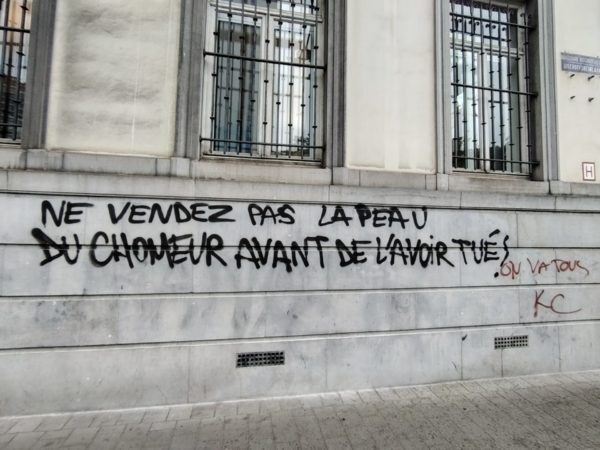 NE VENDEZ PAS LA PEAU
DU CHOMEUR AVANT DE L'AVOIR TUÉ!
ON VA TOUS
KC
H